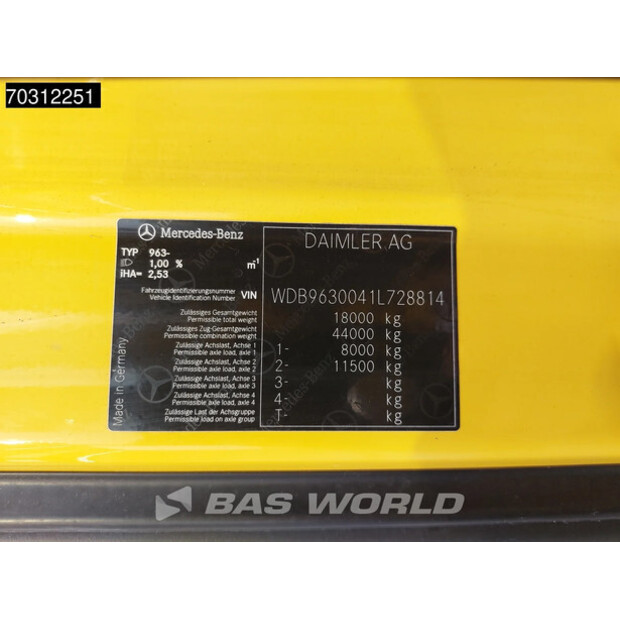 70312251
Mercedes-Benz
TYP 963-
1,00 % m⁻¹
iHA= 2,53
Fahrzeugidentifizierungsnummer
Vehicle Identification Number VIN
DAIMLER AG
WDB9630041L728814
Zulässiges Gesamtgewicht
Permissible total weight 18000 kg
Zulässiges Zug-Gesamtgewicht
Permissible combination weight 44000 kg
Zulässige Achslast, Achse 1
Permissible axle load, axle 1 1- 8000 kg
Zulässige Achslast, Achse 2
Permissible axle load, axle 2 2- 11500 kg
Zulässige Achslast, Achse 3
Permissible axle load, axle 3 3- kg
Zulässige Achslast, Achse 4
Permissible axle load, axle 4 4- kg
Zulässige Last der Achsgruppe
Permissible load on axle group T- kg
Made in Germany
BAS WORLD